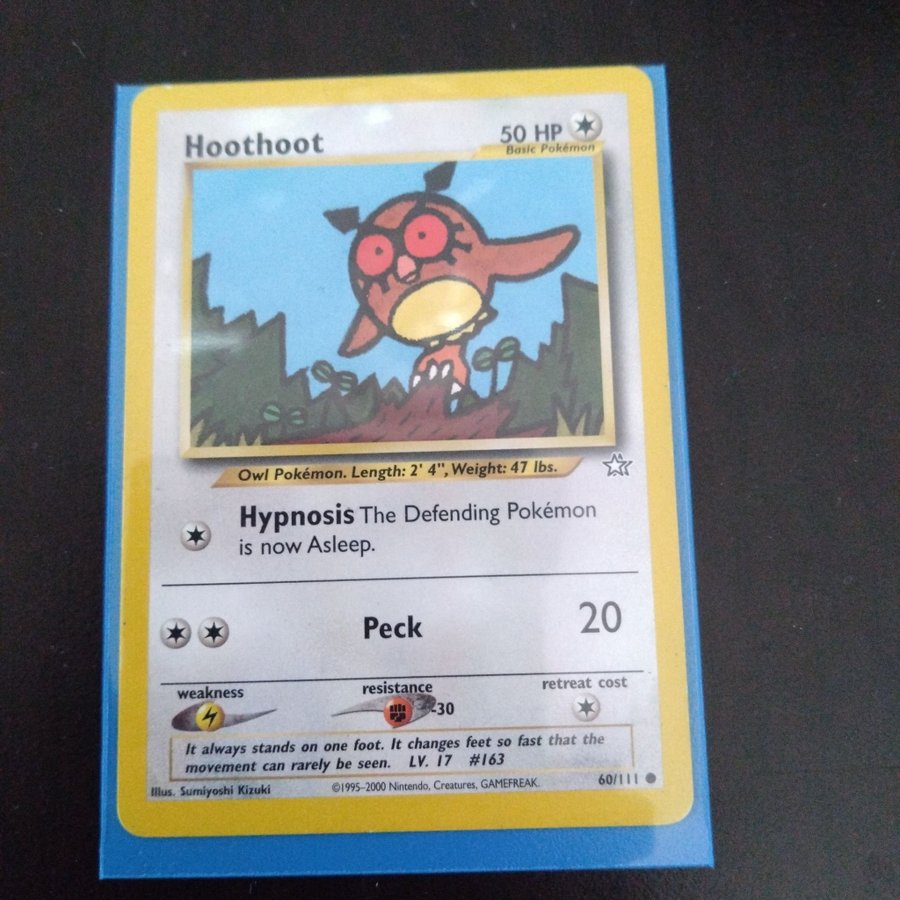 Hoothoot
50 HP
Basic Pokémon
Owl Pokémon. Length: 2' 4", Weight: 47 lbs.
Hypnosis The Defending Pokémon
is now Asleep.
Peck 20
weakness resistance retreat cost
-30
It always stands on one foot. It changes feet so fast that the
movement can rarely be seen. LV. 17 #163
Illus. Sumiyoshi Kizuki ©1995-2000 Nintendo, Creatures, GAMEFREAK. 60/111